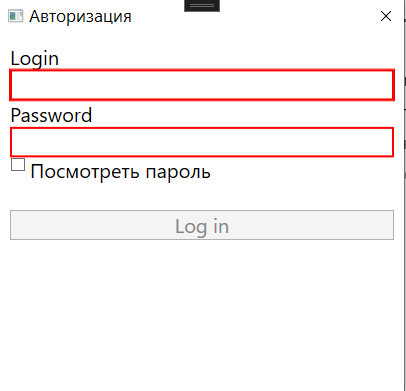 Авторизация
Login
Password
Посмотреть пароль
Log in